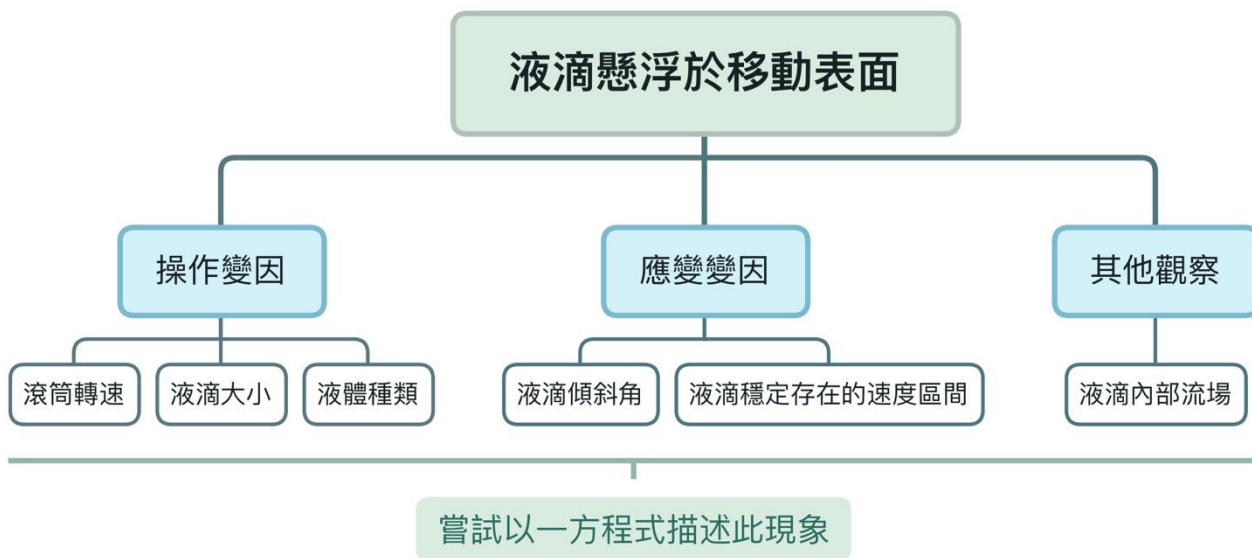 液滴懸浮於移動表面
操作變因
應變變因
其他觀察
滾筒轉速
液滴大小
液體種類
液滴傾斜角
液滴穩定存在的速度區間
液滴內部流場
嘗試以一方程式描述此現象